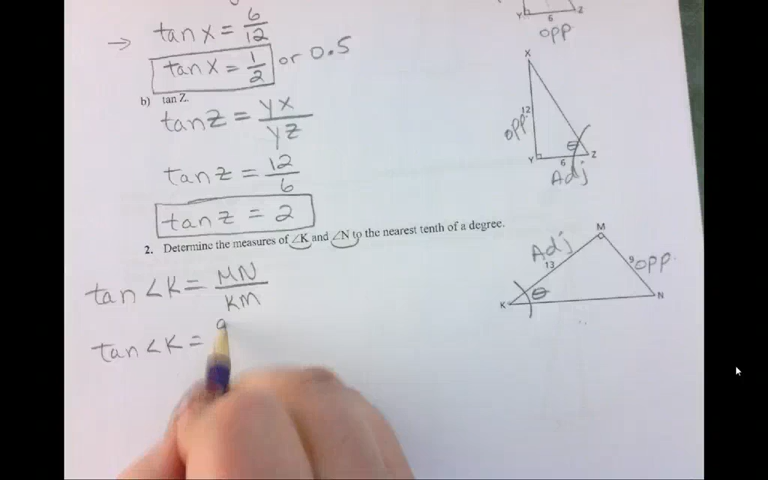 tan X = 6/12
Y 6 Z
opp
→ tan X = 1/2 or 0.5
b) tan Z.
tan Z = YX/YZ
tan Z = 12/6
tan Z = 2
X
12
opp
θ
Y 6 Z
Adj
2. Determine the measures of ∠K and ∠N to the nearest tenth of a degree.
tan ∠K = MN/KM
tan ∠K = 9
M
Adj
13
9 opp.
K θ N